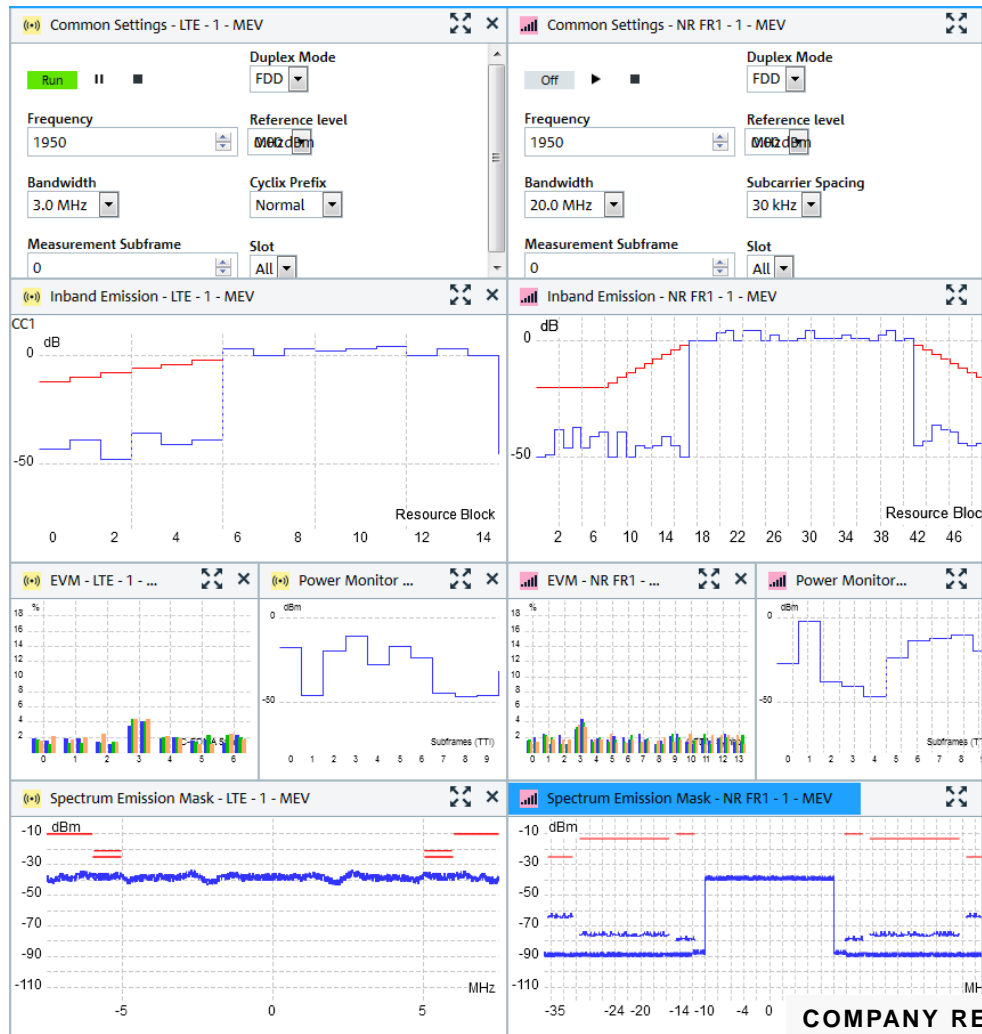 Common Settings - LTE - 1 - MEV
Run
Duplex Mode
FDD
Frequency
1950
Reference level
Bandwidth
3.0 MHz
Cyclix Prefix
Normal
Measurement Subframe
0
Slot
All
Common Settings - NR FR1 - 1 - MEV
Off
Duplex Mode
FDD
Frequency
1950
Reference level
Bandwidth
20.0 MHz
Subcarrier Spacing
30 kHz
Measurement Subframe
0
Slot
All
Inband Emission - LTE - 1 - MEV
CC1
dB
0
-50
Resource Block
0 2 4 6 8 10 12 14
Inband Emission - NR FR1 - 1 - MEV
dB
0
-50
Resource Bloc
2 6 10 14 18 22 26 30 34 38 42 46
EVM - LTE - 1 - ...
%
18
16
14
12
10
8
6
4
2
0 1 2 3 4 5 6
Power Monitor ...
dBm
0
-50
Subframes (TTI)
0 1 2 3 4 5 6 7 8 9
EVM - NR FR1 - ...
%
18
16
14
12
10
8
6
4
2
0 1 2 3 4 5 6 7 8 9 10 11 12 13
Power Monitor...
dBm
0
-50
Subframes (T
0 1 2 3 4 5 6 7 8 9
Spectrum Emission Mask - LTE - 1 - MEV
dBm
-10
-30
-50
-70
-90
-110
MHz
-5 0 5
Spectrum Emission Mask - NR FR1 - 1 - MEV
dBm
-10
-30
-50
-70
-90
-110
MH
-35 -24 -14 -10 -4 0
COMPANY RE